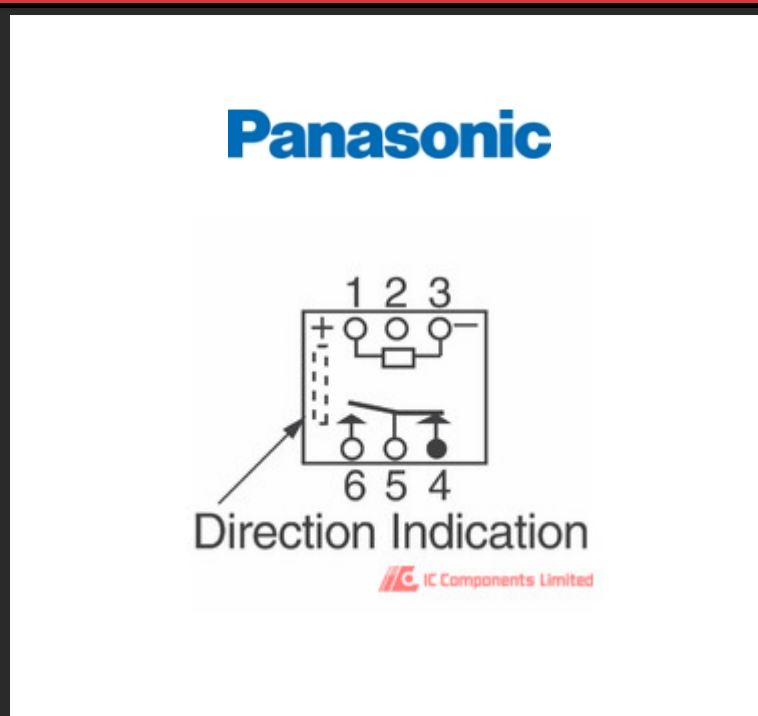 Panasonic
1 2 3
+ −
6 5 4
Direction Indication
IC Components Limited